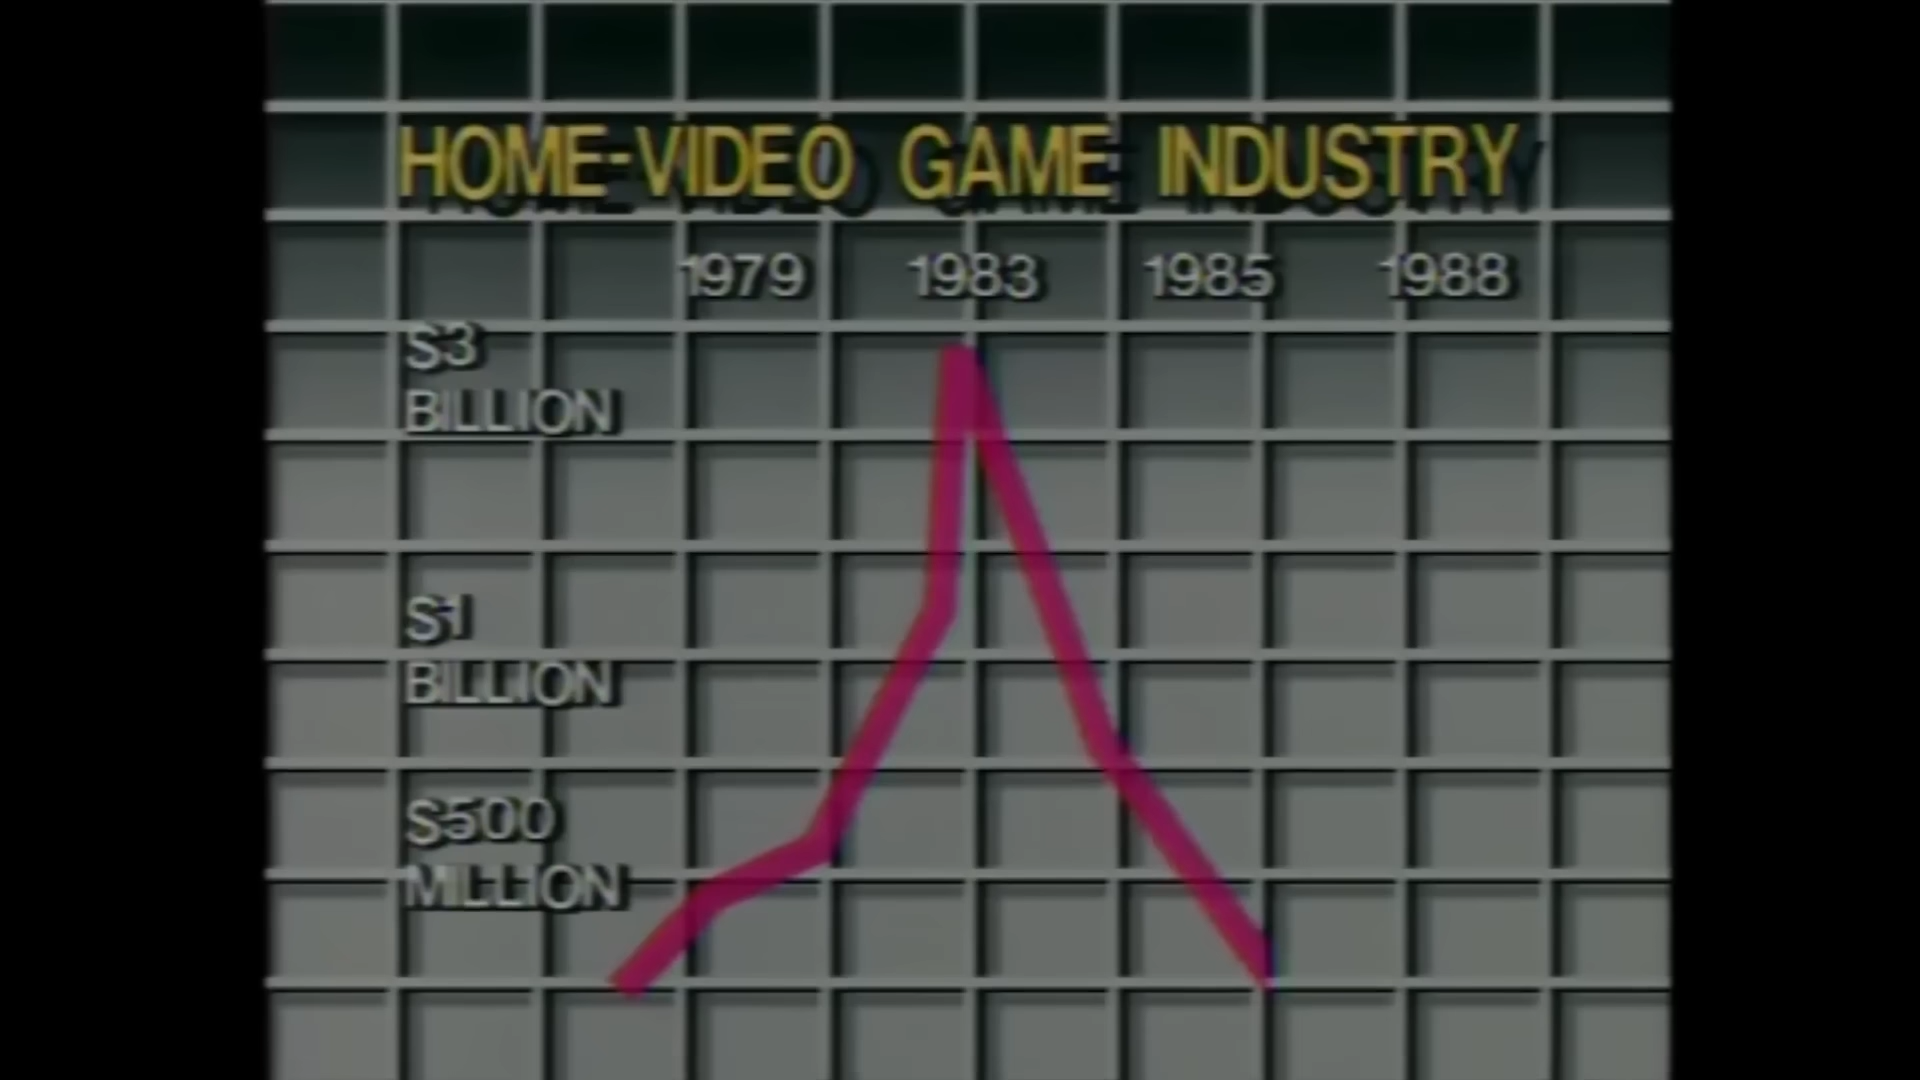 HOME-VIDEO GAME INDUSTRY
1979 1983 1985 1988
$3
BILLION
$1
BILLION
$500
MILLION